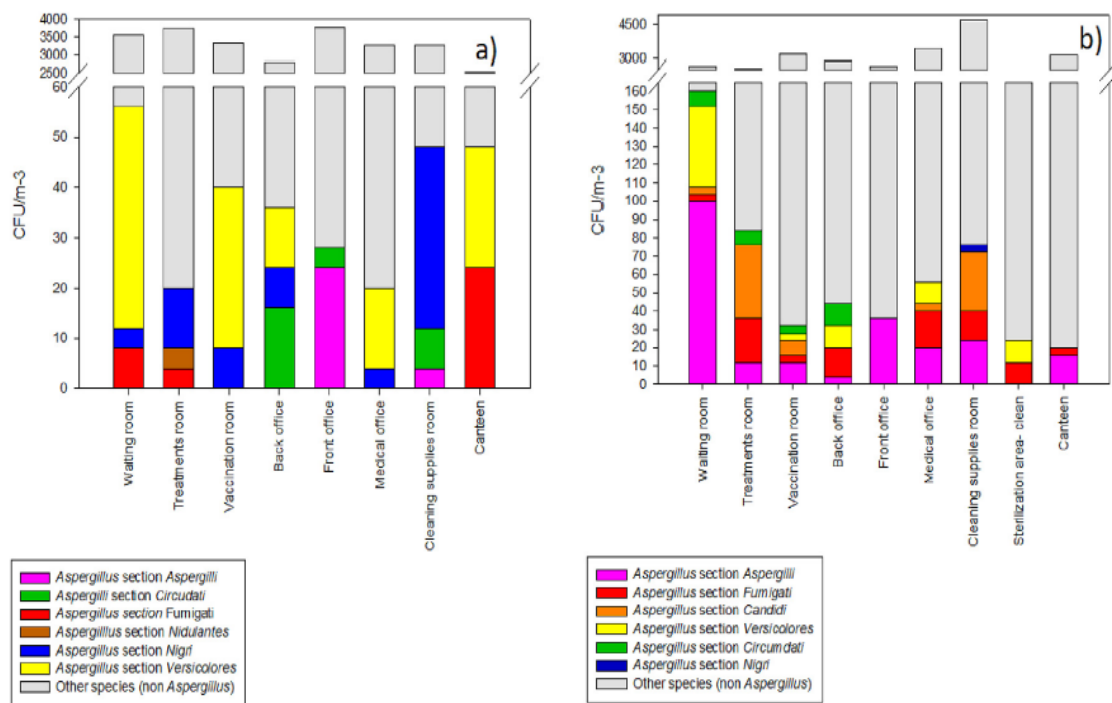 a)
4000
3500
3000
2500
60
50
40
30
20
10
0
CFU/m-3
Waiting room
Treatments room
Vaccination room
Back office
Front office
Medical office
Cleaning supplies room
Canteen
Aspergillus section Aspergilli
Aspergilli section Circudati
Aspergillus section Fumigati
Aspergilllus section Nidulantes
Aspergillus section Nigri
Aspergillus section Versicolores
Other species (non Aspergillus)
b)
4500
3000
160
150
140
130
120
110
100
90
80
70
60
50
40
30
20
10
0
CFU/m-3
Waiting room
Treatments room
Vaccination room
Back office
Front office
Medical office
Cleaning supplies room
Sterilization area- clean
Canteen
Aspergillus section Aspergilli
Aspergillus section Fumigati
Aspergillus section Candidi
Aspergillus section Versicolores
Aspergillus section Circumdati
Aspergillus section Nigri
Other species (non Aspergillus)